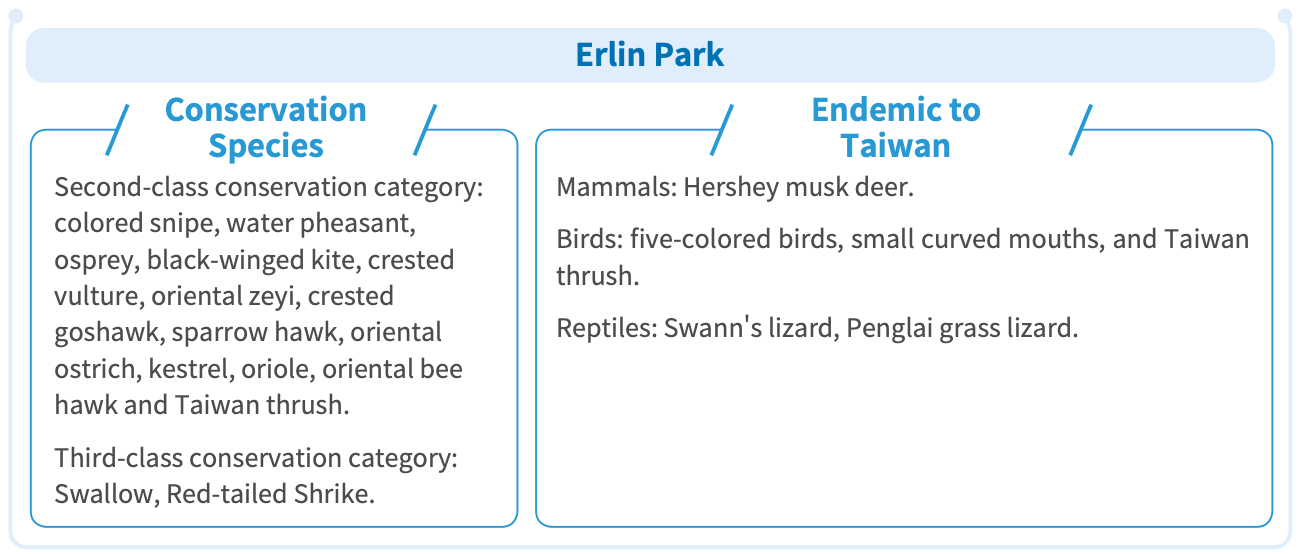 Erlin Park
Conservation
Species
Second-class conservation category:
colored snipe, water pheasant,
osprey, black-winged kite, crested
vulture, oriental zeyi, crested
goshawk, sparrow hawk, oriental
ostrich, kestrel, oriole, oriental bee
hawk and Taiwan thrush.
Third-class conservation category:
Swallow, Red-tailed Shrike.
Endemic to
Taiwan
Mammals: Hershey musk deer.
Birds: five-colored birds, small curved mouths, and Taiwan
thrush.
Reptiles: Swann's lizard, Penglai grass lizard.